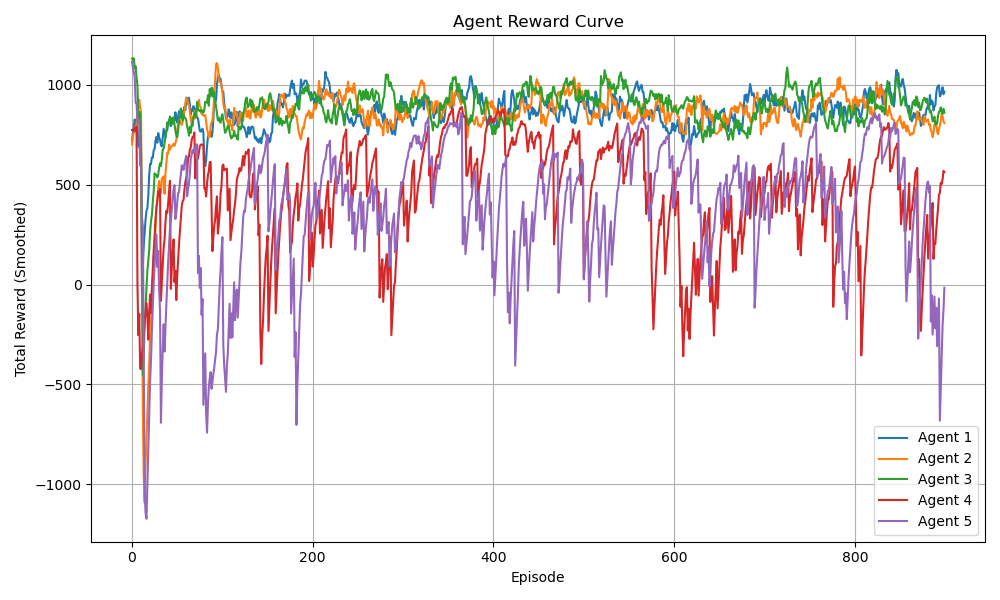 Agent Reward Curve
Total Reward (Smoothed)
1000
500
0
−500
−1000
0 200 400 600 800
Episode
Agent 1
Agent 2
Agent 3
Agent 4
Agent 5